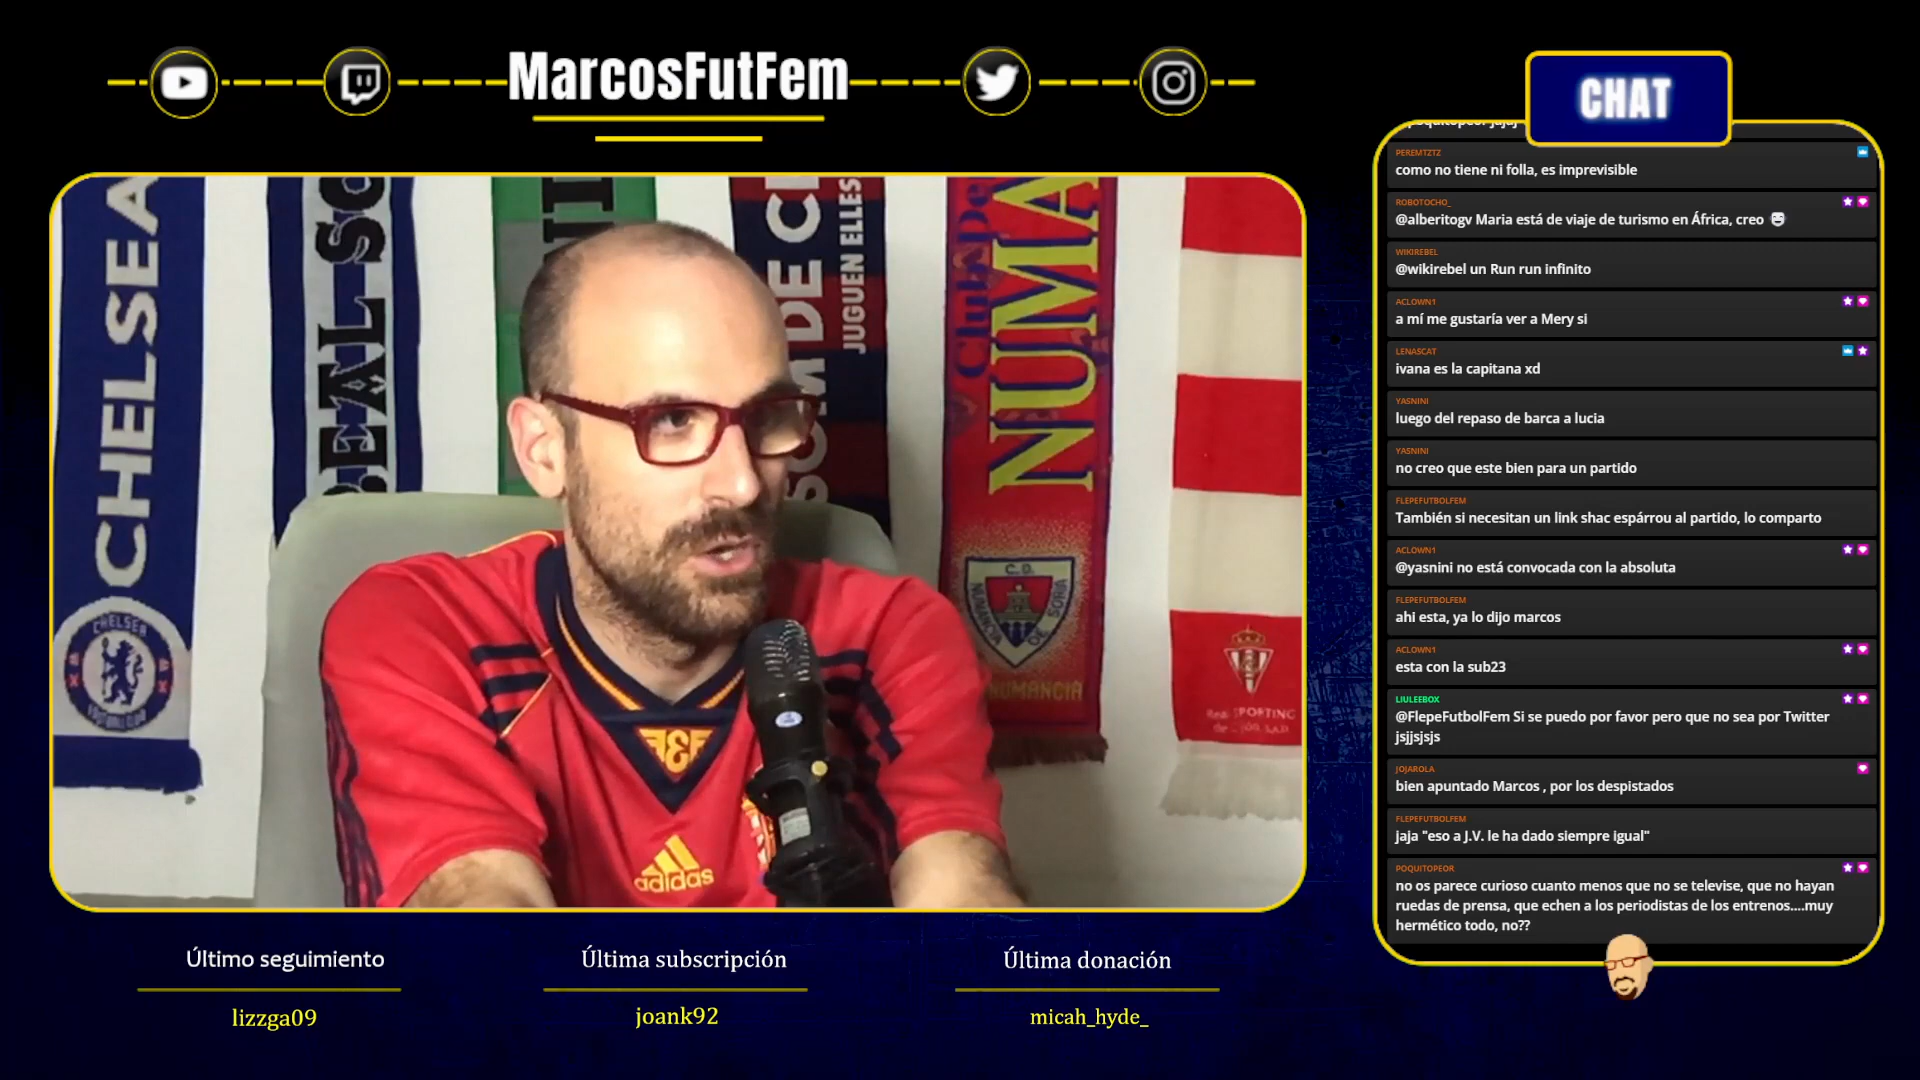 MarcosFutFem
CHAT
PEREMTZTZ
como no tiene ni folla, es imprevisible
ROBOTOCHO_
@alberitogv Maria está de viaje de turismo en África, creo
WIKIREBEL
@wikirebel un Run run infinito
ACLOWN1
a mí me gustaría ver a Mery si
LENASCAT
ivana es la capitana xd
YASNINI
luego del repaso de barca a lucia
YASNINI
no creo que este bien para un partido
FLEPEFUTBOLFEM
También si necesitan un link shac espárrou al partido, lo comparto
ACLOWN1
@yasnini no está convocada con la absoluta
FLEPEFUTBOLFEM
ahi esta, ya lo dijo marcos
ACLOWN1
esta con la sub23
LIULEEBOX
@FlepeFutbolFem Si se puedo por favor pero que no sea por Twitter
jsjjsjsjs
JOJAROLA
bien apuntado Marcos , por los despistados
FLEPEFUTBOLFEM
jaja "eso a J.V. le ha dado siempre igual"
POQUITOPEOR
no os parece curioso cuanto menos que no se televise, que no hayan
ruedas de prensa, que echen a los periodistas de los entrenos....muy
hermético todo, no??
CHELSEA
CHELSEA
FOOTBALL CLUB
REAL SO
JUGUEN ELLES
NUMA
C.D.
NUMANCIA DE SORIA
NUMANCIA
SPORTING
adidas
Último seguimiento
lizzga09
Última subscripción
joank92
Última donación
micah_hyde_